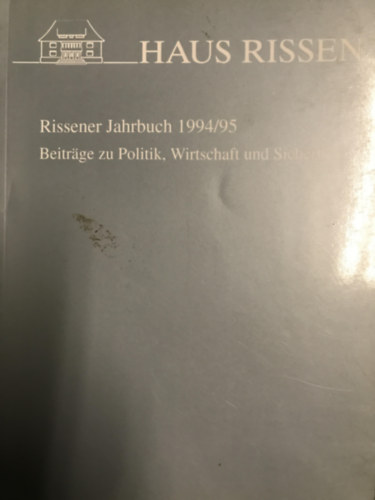 HAUS RISSEN
Rissener Jahrbuch 1994/95
Beiträge zu Politik, Wirtschaft und